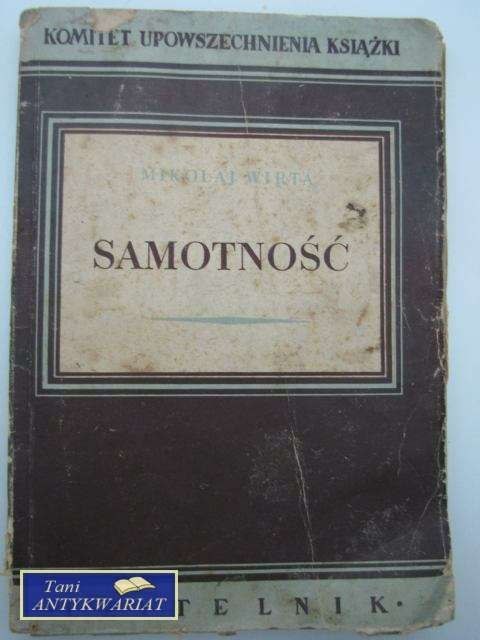 KOMITET UPOWSZECHNIENIA KSIĄŻKI
MIKOŁAJ WIRTA
SAMOTNOŚĆ
Tani
ANTYKWARIAT
TELNIK